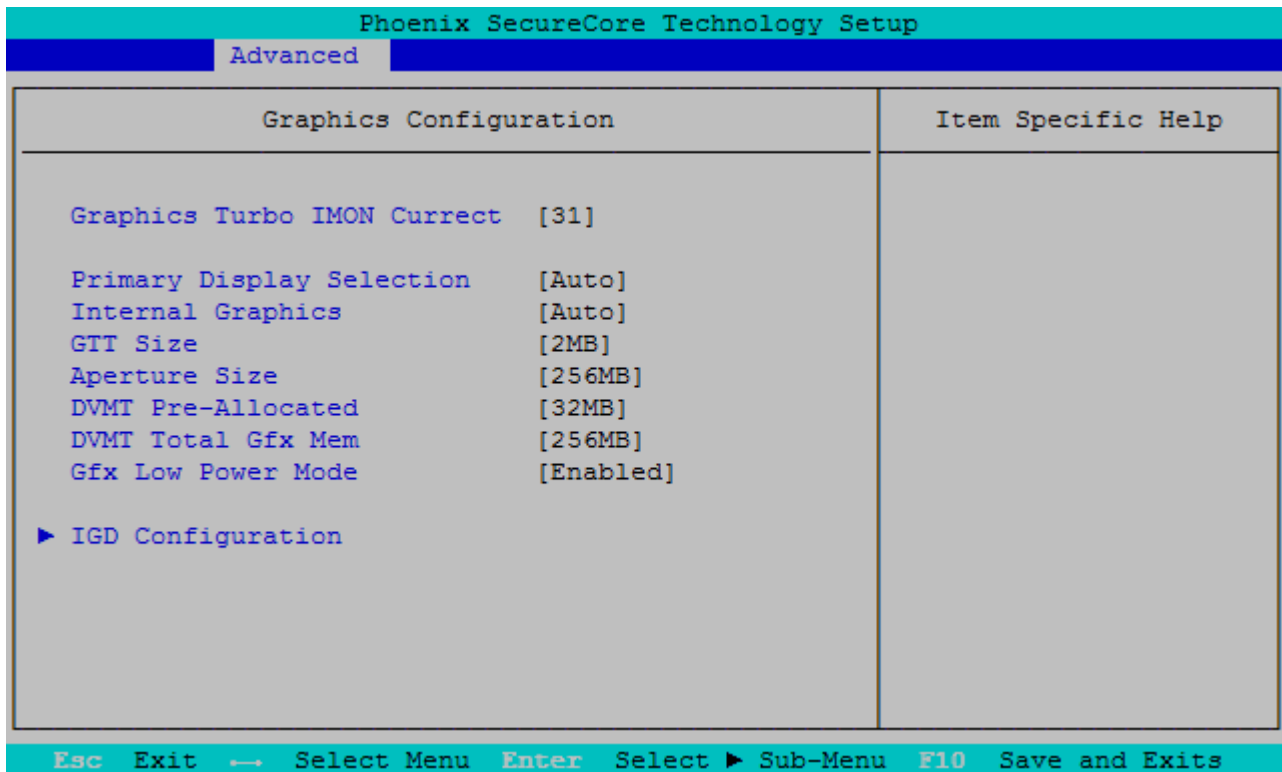 Phoenix SecureCore Technology Setup
Advanced
Graphics Configuration
Item Specific Help
Graphics Turbo IMON Currect [31]
Primary Display Selection [Auto]
Internal Graphics [Auto]
GTT Size [2MB]
Aperture Size [256MB]
DVMT Pre-Allocated [32MB]
DVMT Total Gfx Mem [256MB]
Gfx Low Power Mode [Enabled]
► IGD Configuration
Esc Exit ↔ Select Menu Enter Select ► Sub-Menu F10 Save and Exits